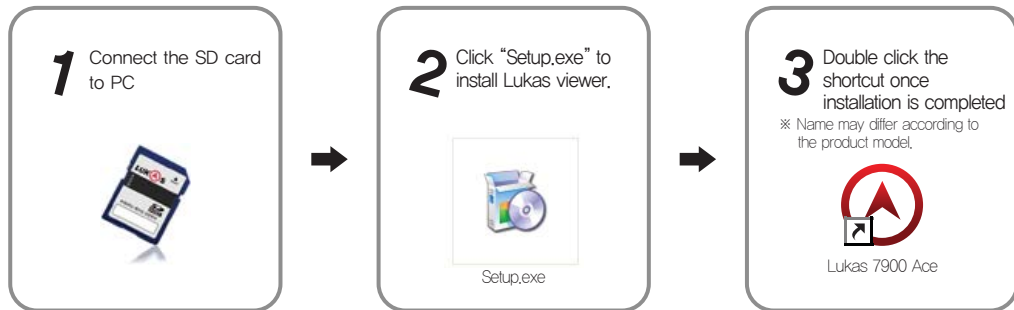 1 Connect the SD card
to PC
LUKAS
2 Click “Setup.exe” to
install Lukas viewer.
Setup.exe
3 Double click the
shortcut once
installation is completed
※ Name may differ according to
the product model.
Lukas 7900 Ace